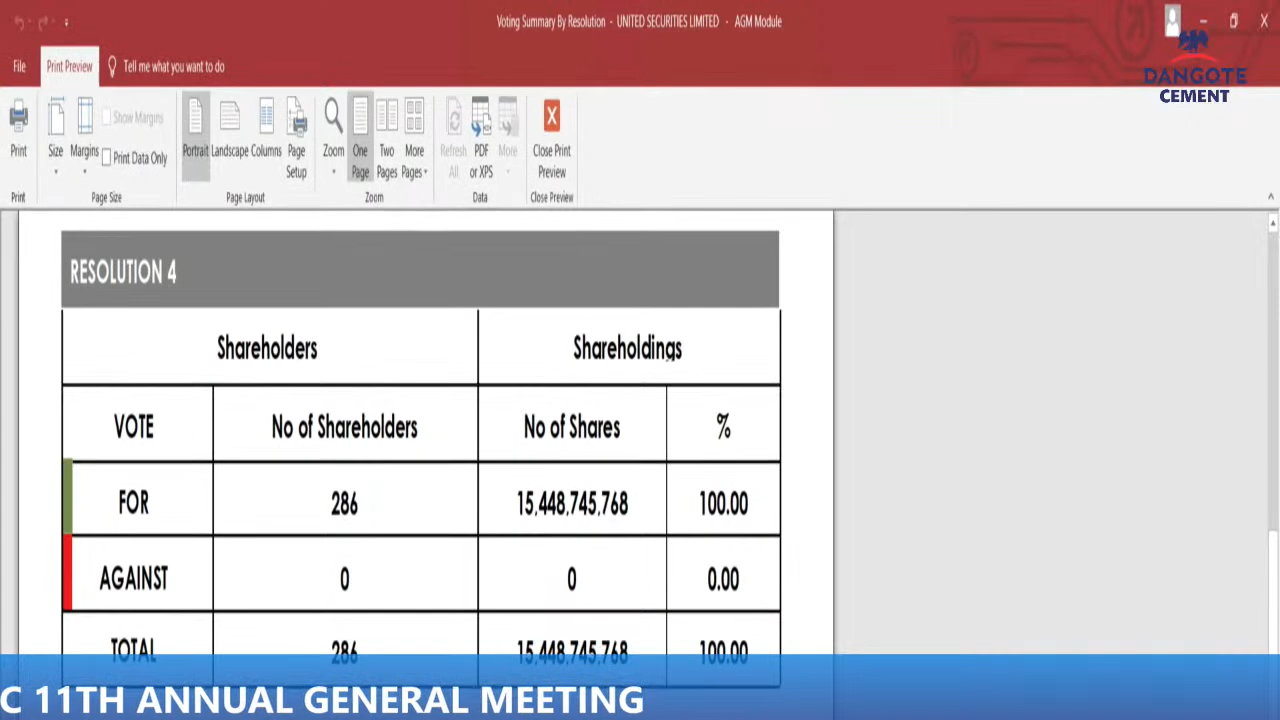 Voting Summary By Resolution - UNITED SECURITIES LIMITED - AGM Module
File Print Preview Tell me what you want to do
DANGOTE
CEMENT
Print Size Margins Show Margins Print Data Only Portrait Landscape Columns Page Setup Zoom One Page Two Pages More Pages Refresh All PDF or XPS More Close Print Preview
Print Page Size Page Layout Zoom Data Close Preview
RESOLUTION 4
Shareholders Shareholdings
VOTE No of Shareholders No of Shares %
FOR 286 15,448,745,768 100.00
AGAINST 0 0 0.00
TOTAL 286 15,448,745,768 100.00
C 11TH ANNUAL GENERAL MEETING